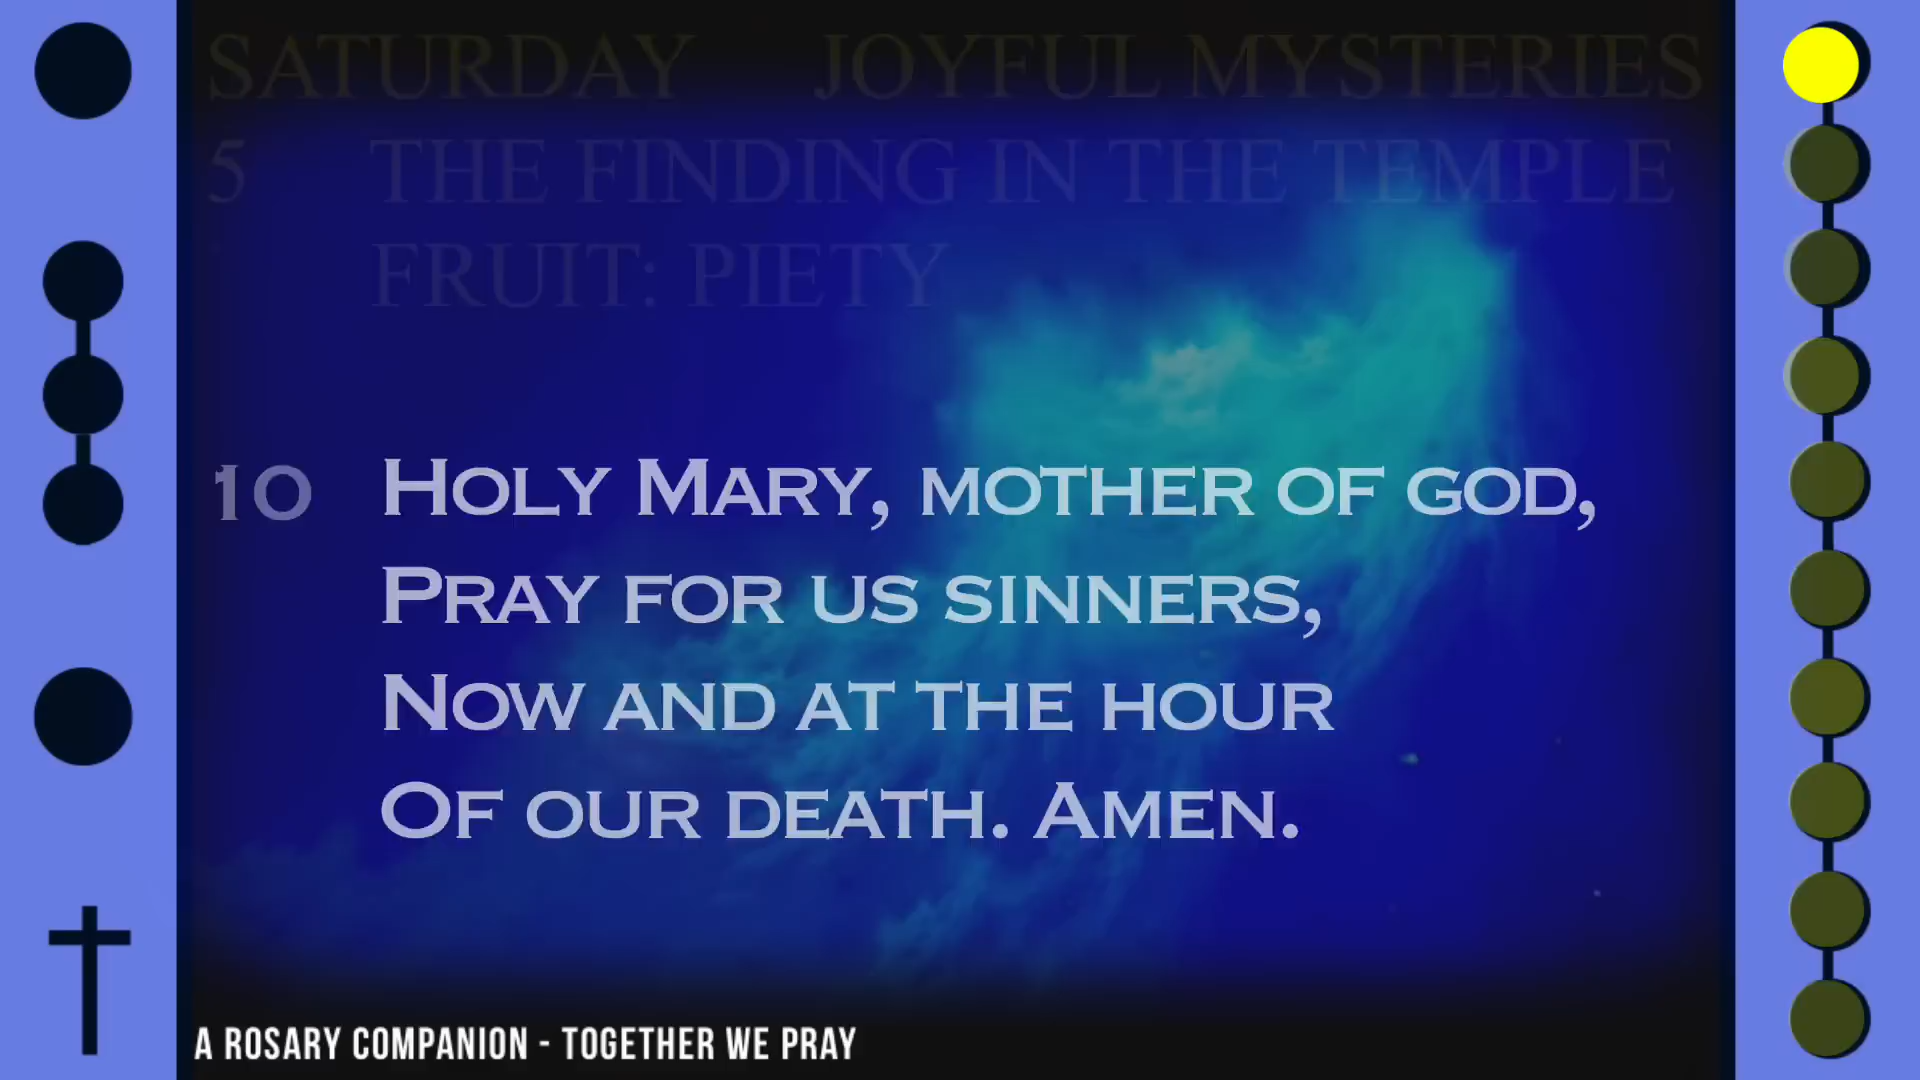 SATURDAY JOYFUL MYSTERIES
5 THE FINDING IN THE TEMPLE
FRUIT: PIETY
10 HOLY MARY, MOTHER OF GOD,
PRAY FOR US SINNERS,
NOW AND AT THE HOUR
OF OUR DEATH. AMEN.
A ROSARY COMPANION - TOGETHER WE PRAY